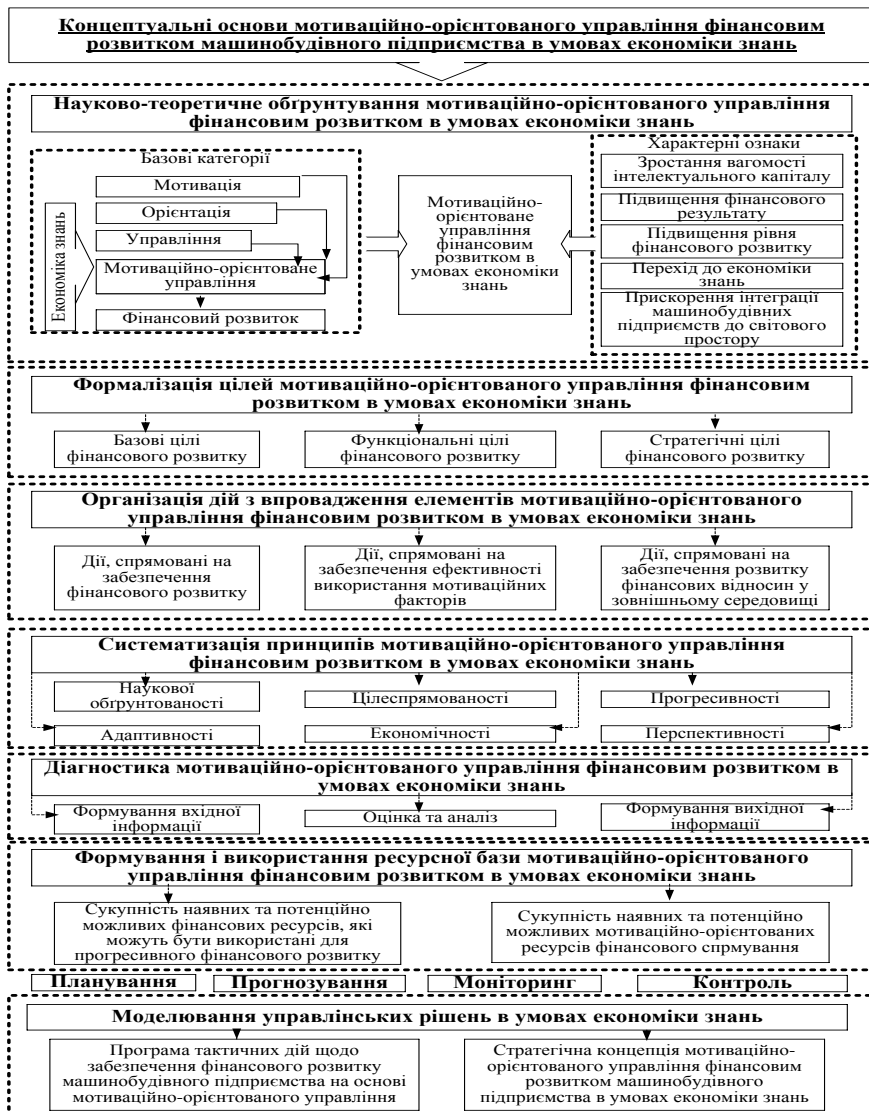 Концептуальні основи мотиваційно-орієнтованого управління фінансовим
розвитком машинобудівного підприємства в умовах економіки знань
Науково-теоретичне обґрунтування мотиваційно-орієнтованого управління
фінансовим розвитком в умовах економіки знань
Базові категорії
Економіка знань
Мотивація
Орієнтація
Управління
Мотиваційно-орієнтоване
управління
Фінансовий розвиток
Мотиваційно-
орієнтоване
управління
фінансовим
розвитком в
умовах економіки
знань
Характерні ознаки
Зростання вагомості
інтелектуального капіталу
Підвищення фінансового
результату
Підвищення рівня
фінансового розвитку
Перехід до економіки
знань
Прискорення інтеграції
машинобудівних
підприємств до світового
простору
Формалізація цілей мотиваційно-орієнтованого управління фінансовим
розвитком в умовах економіки знань
Базові цілі
фінансового розвитку
Функціональні цілі
фінансового розвитку
Стратегічні цілі
фінансового розвитку
Організація дій з впровадження елементів мотиваційно-орієнтованого
управління фінансовим розвитком в умовах економіки знань
Дії, спрямовані на
забезпечення
фінансового розвитку
Дії, спрямовані на
забезпечення ефективності
використання мотиваційних
факторів
Дії, спрямовані на
забезпечення розвитку
фінансових відносин у
зовнішньому середовищі
Систематизація принципів мотиваційно-орієнтованого управління
фінансовим розвитком в умовах економіки знань
Наукової
обґрунтованості
Цілеспрямованості
Прогресивності
Адаптивності
Економічності
Перспективності
Діагностика мотиваційно-орієнтованого управління фінансовим розвитком в
умовах економіки знань
Формування вхідної
інформації
Оцінка та аналіз
Формування вихідної
інформації
Формування і використання ресурсної бази мотиваційно-орієнтованого
управління фінансовим розвитком в умовах економіки знань
Сукупність наявних та потенційно
можливих фінансових ресурсів, які
можуть бути використані для
прогресивного фінансового розвитку
Сукупність наявних та потенційно
можливих мотиваційно-орієнтованих
ресурсів фінансового спрмування
Планування
Прогнозування
Моніторинг
Контроль
Моделювання управлінських рішень в умовах економіки знань
Програма тактичних дій щодо
забезпечення фінансового розвитку
машинобудівного підприємства на основі
мотиваційно-орієнтованого управління
Стратегічна концепція мотиваційно-
орієнтованого управління фінансовим
розвитком машинобудівного
підприємства в умовах економіки знань